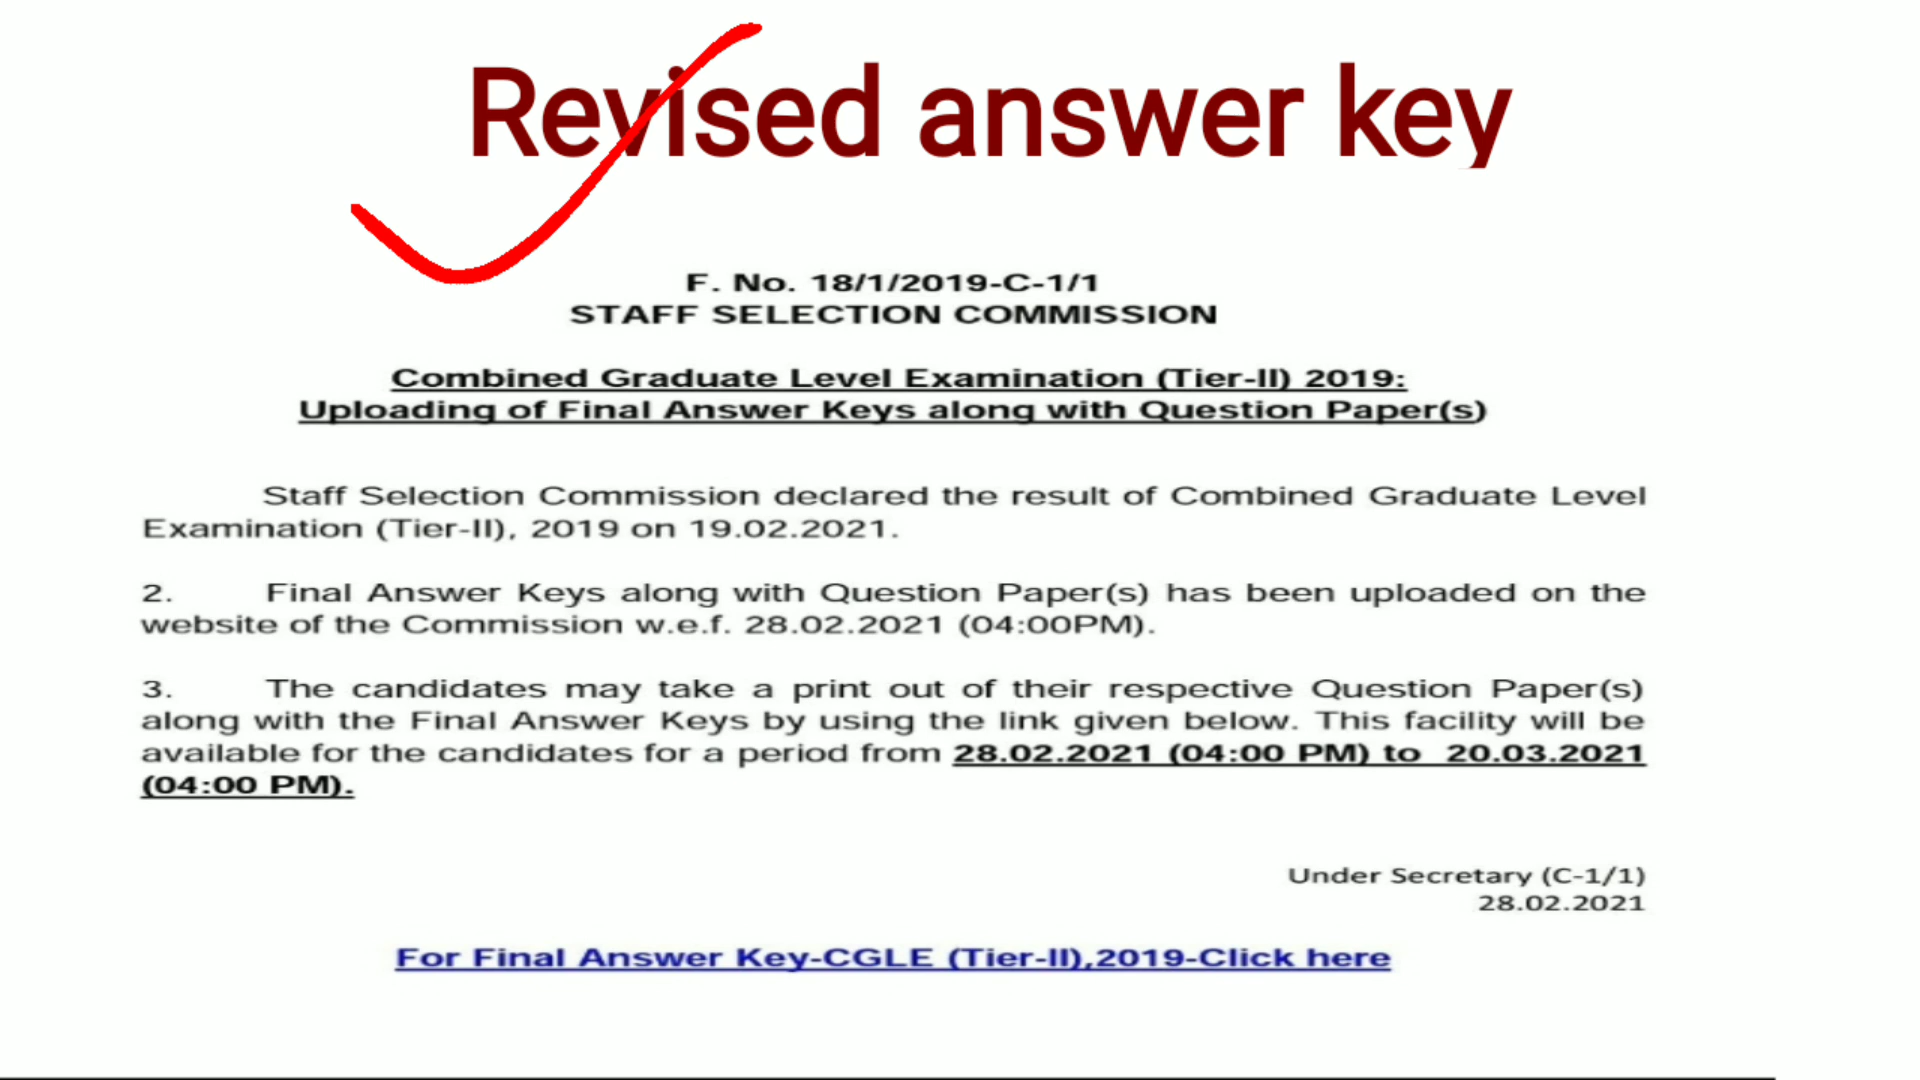 Revised answer key
F. No. 18/1/2019-C-1/1
STAFF SELECTION COMMISSION
Combined Graduate Level Examination (Tier-II) 2019:
Uploading of Final Answer Keys along with Question Paper(s)
Staff Selection Commission declared the result of Combined Graduate Level
Examination (Tier-II), 2019 on 19.02.2021.
2. Final Answer Keys along with Question Paper(s) has been uploaded on the
website of the Commission w.e.f. 28.02.2021 (04:00PM).
3. The candidates may take a print out of their respective Question Paper(s)
along with the Final Answer Keys by using the link given below. This facility will be
available for the candidates for a period from 28.02.2021 (04:00 PM) to 20.03.2021
(04:00 PM).
Under Secretary (C-1/1)
28.02.2021
For Final Answer Key-CGLE (Tier-II),2019-Click here